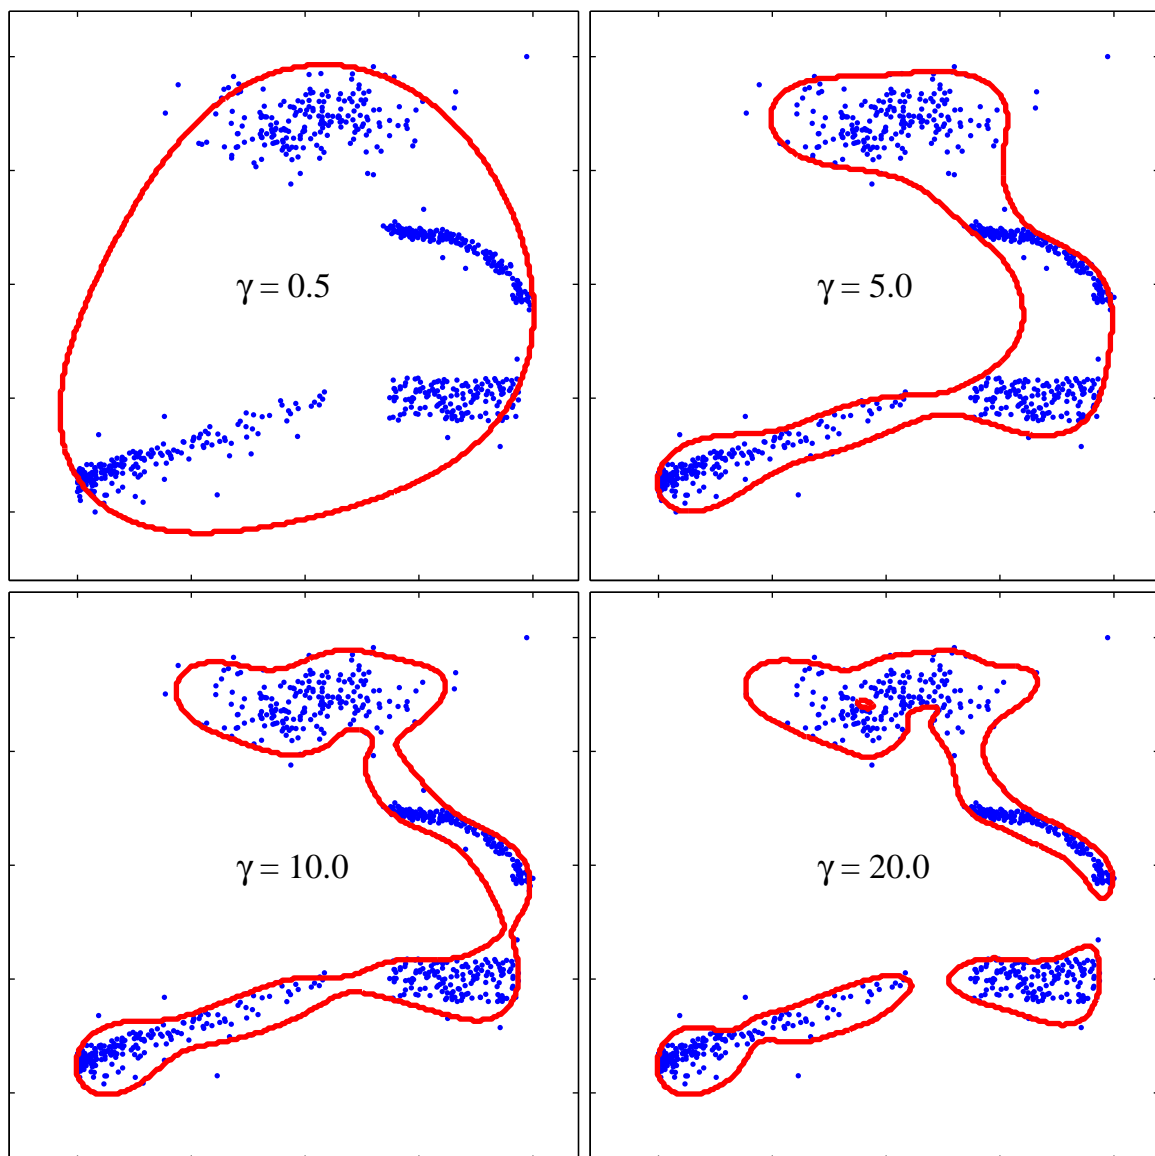 γ = 0.5
γ = 5.0
γ = 10.0
γ = 20.0